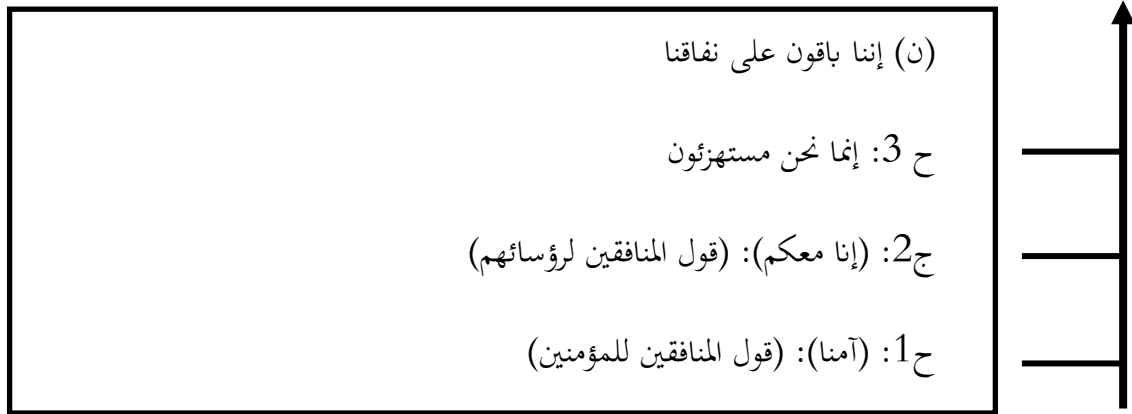 (ن) إننا باقون على نفاقنا
ح 3: إنما نحن مستهزئون
ج2: (إنا معكم): (قول المنافقين لرؤسائهم)
ح1: (آمنا): (قول المنافقين للمؤمنين)